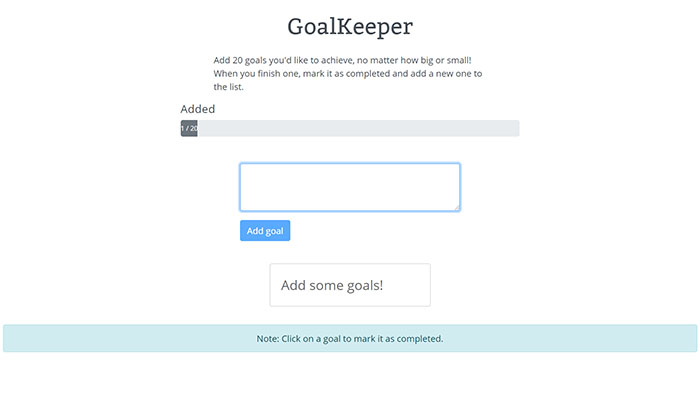 GoalKeeper
Add 20 goals you'd like to achieve, no matter how big or small!
When you finish one, mark it as completed and add a new one to
the list.
Added
1 / 20
Add goal
Add some goals!
Note: Click on a goal to mark it as completed.